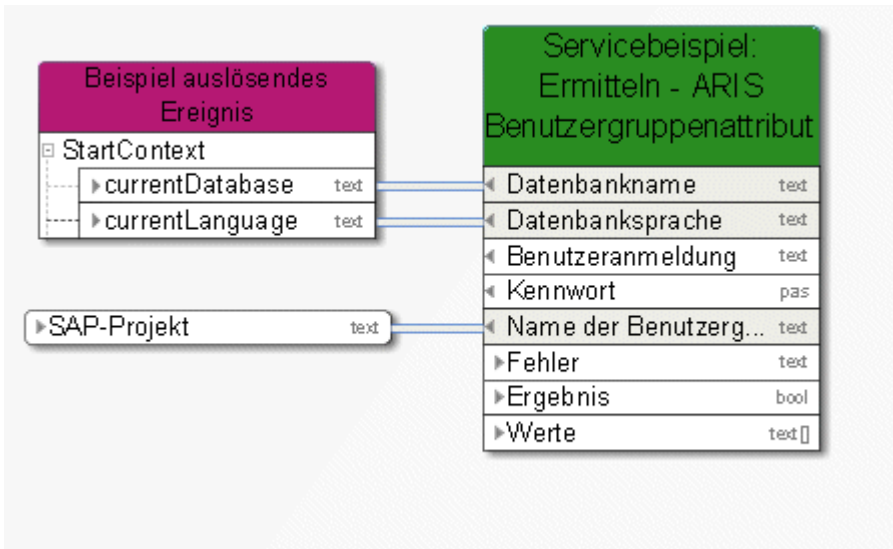 Beispiel auslösendes
Ereignis
StartContext
currentDatabase text
currentLanguage text
SAP-Projekt text
Servicebeispiel:
Ermitteln - ARIS
Benutzergruppenattribut
Datenbankname text
Datenbanksprache text
Benutzeranmeldung text
Kennwort pas
Name der Benutzerg... text
Fehler text
Ergebnis bool
Werte text[]